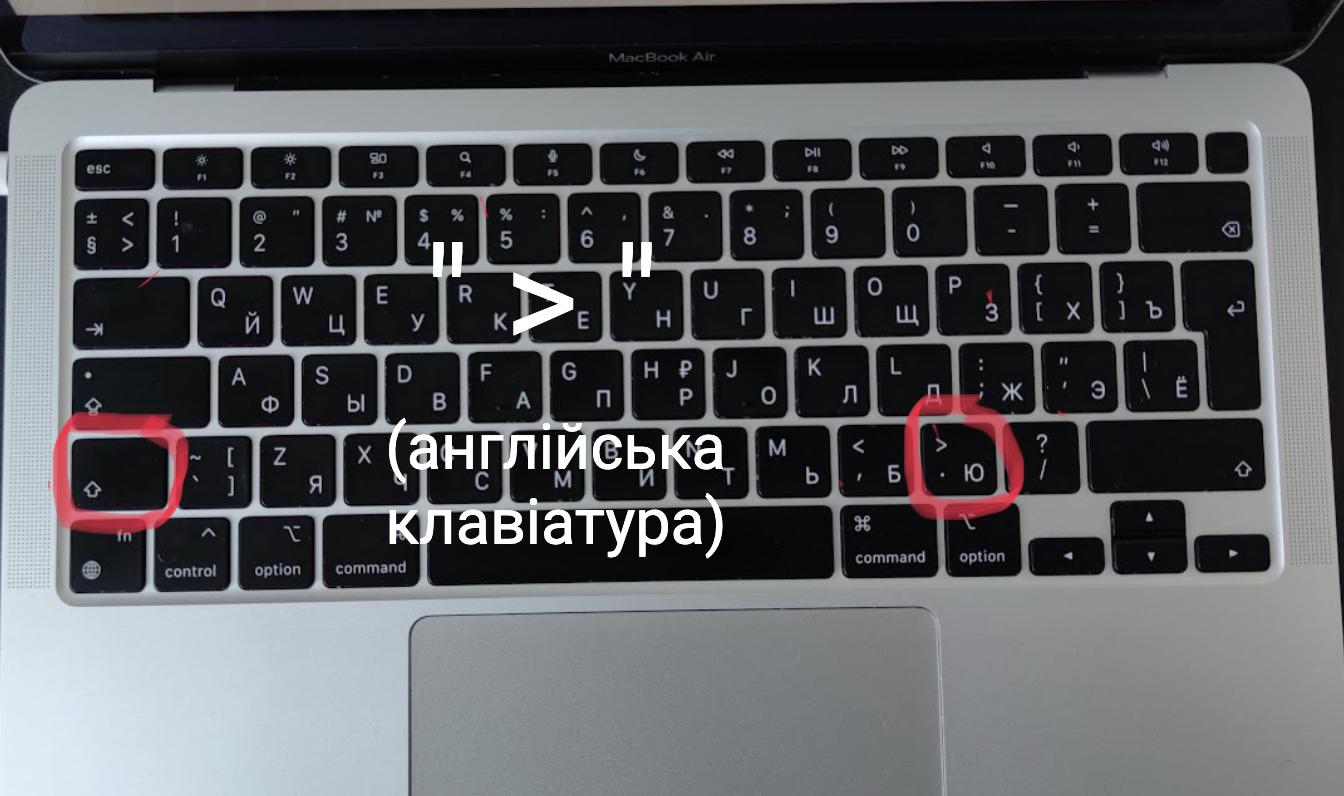 MacBook Air
esc F1 F2 F3 F4 F5 F6 F7 F8 F9 F10 F11 F12
± < ! @ " # № $ % % : ^ , & . * ; ( ) — +
§ > 1 2 3 4 5 6 7 8 9 0 - =
" > "
Q W E R Y U I O P { }
Й Ц У К Е Н Г Ш Щ З [ Х ] Ъ
A S D F G H ₽ J K L : " |
Ф Ы В А П Р О Л Д ; Ж ' Э \ Ё
(англійська
~ [ Z X B N M < > ?
` ] Я Ч С М И Т Ь , Б . Ю /
клавіатура)
fn ^ ⌥ ⌘ ⌥
control option command command option